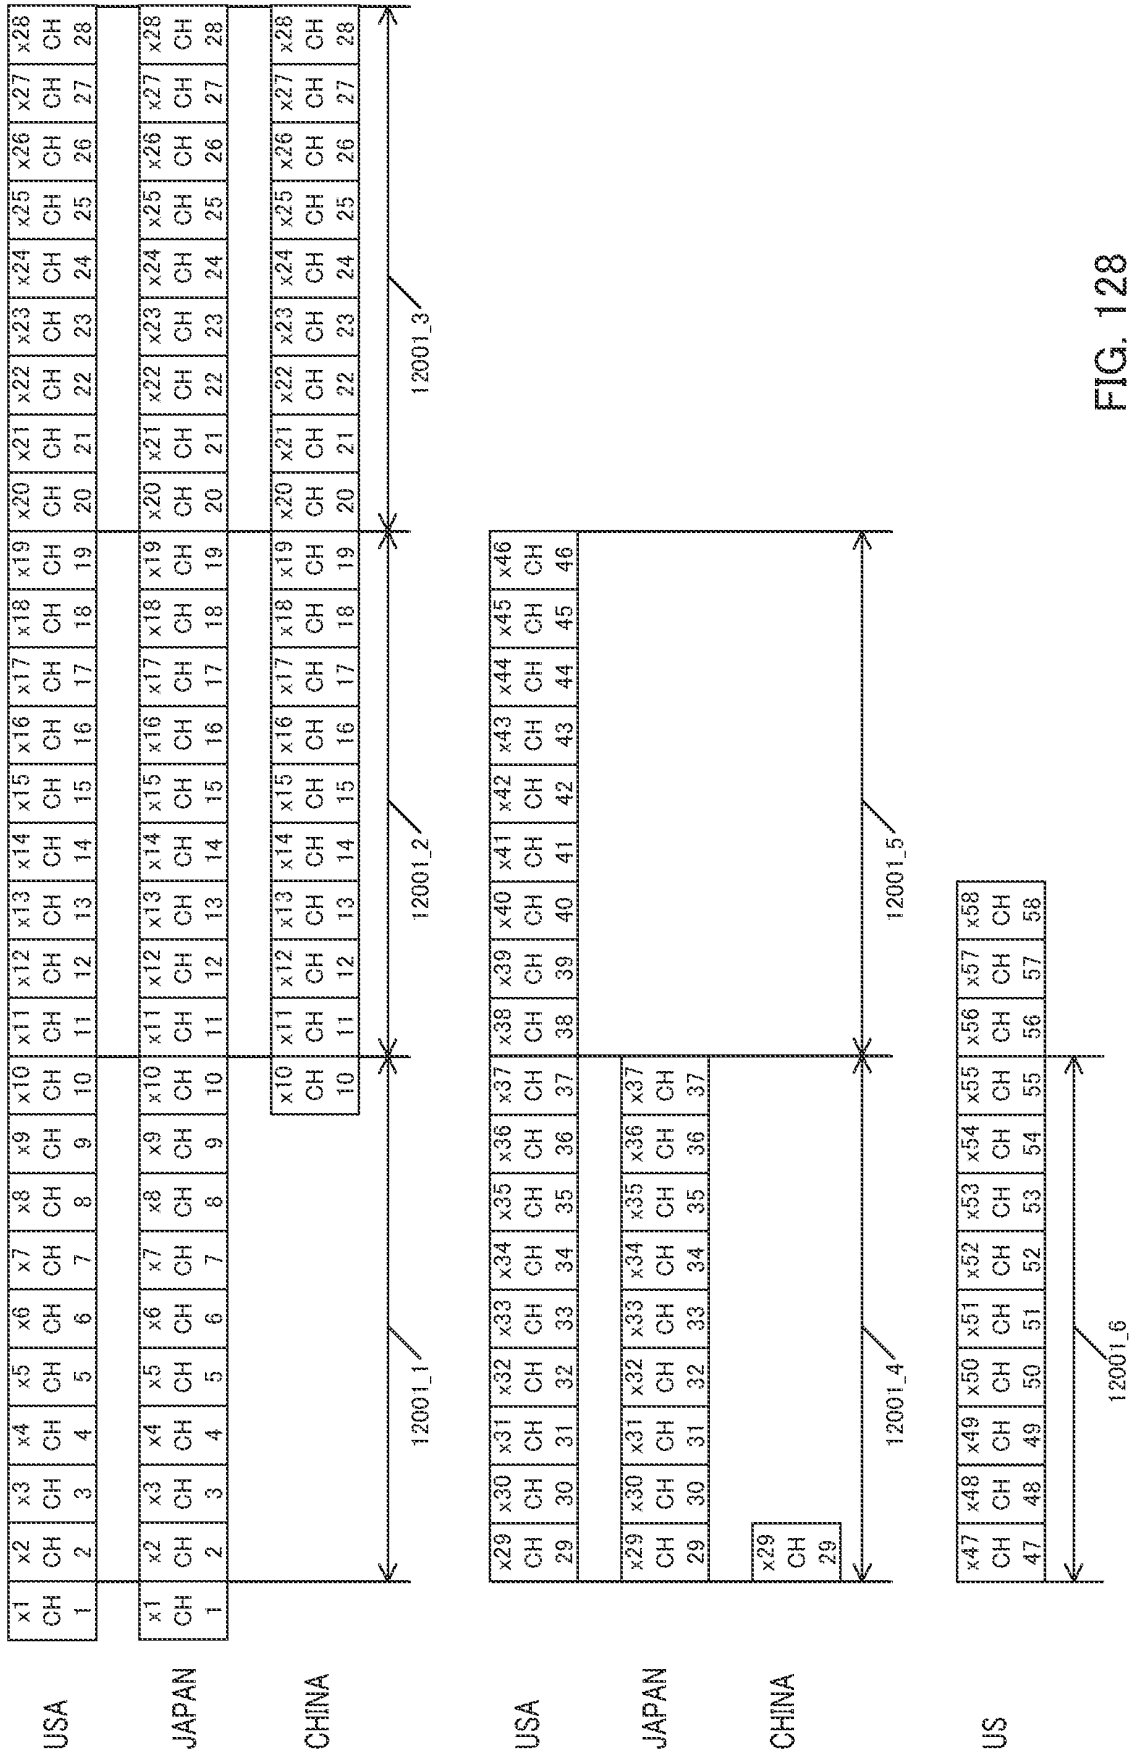 USA
x1 x2 x3 x4 x5 x6 x7 x8 x9 x10 x11 x12 x13 x14 x15 x16 x17 x18 x19 x20 x21 x22 x23 x24 x25 x26 x27 x28
CH CH CH CH CH CH CH CH CH CH CH CH CH CH CH CH CH CH CH CH CH CH CH CH CH CH CH CH
1 2 3 4 5 6 7 8 9 10 11 12 13 14 15 16 17 18 19 20 21 22 23 24 25 26 27 28
JAPAN
x1 x2 x3 x4 x5 x6 x7 x8 x9 x10 x11 x12 x13 x14 x15 x16 x17 x18 x19 x20 x21 x22 x23 x24 x25 x26 x27 x28
CH CH CH CH CH CH CH CH CH CH CH CH CH CH CH CH CH CH CH CH CH CH CH CH CH CH CH CH
1 2 3 4 5 6 7 8 9 10 11 12 13 14 15 16 17 18 19 20 21 22 23 24 25 26 27 28
CHINA
x10 x11 x12 x13 x14 x15 x16 x17 x18 x19 x20 x21 x22 x23 x24 x25 x26 x27 x28
CH CH CH CH CH CH CH CH CH CH CH CH CH CH CH CH CH CH CH
10 11 12 13 14 15 16 17 18 19 20 21 22 23 24 25 26 27 28
12001_1 12001_2 12001_3
USA
x29 x30 x31 x32 x33 x34 x35 x36 x37 x38 x39 x40 x41 x42 x43 x44 x45 x46
CH CH CH CH CH CH CH CH CH CH CH CH CH CH CH CH CH CH
29 30 31 32 33 34 35 36 37 38 39 40 41 42 43 44 45 46
JAPAN
x29 x30 x31 x32 x33 x34 x35 x36 x37
CH CH CH CH CH CH CH CH CH
29 30 31 32 33 34 35 36 37
CHINA
x29
CH
29
12001_4 12001_5
US
x47 x48 x49 x50 x51 x52 x53 x54 x55 x56 x57 x58
CH CH CH CH CH CH CH CH CH CH CH CH
47 48 49 50 51 52 53 54 55 56 57 58
12001_6
FIG. 128